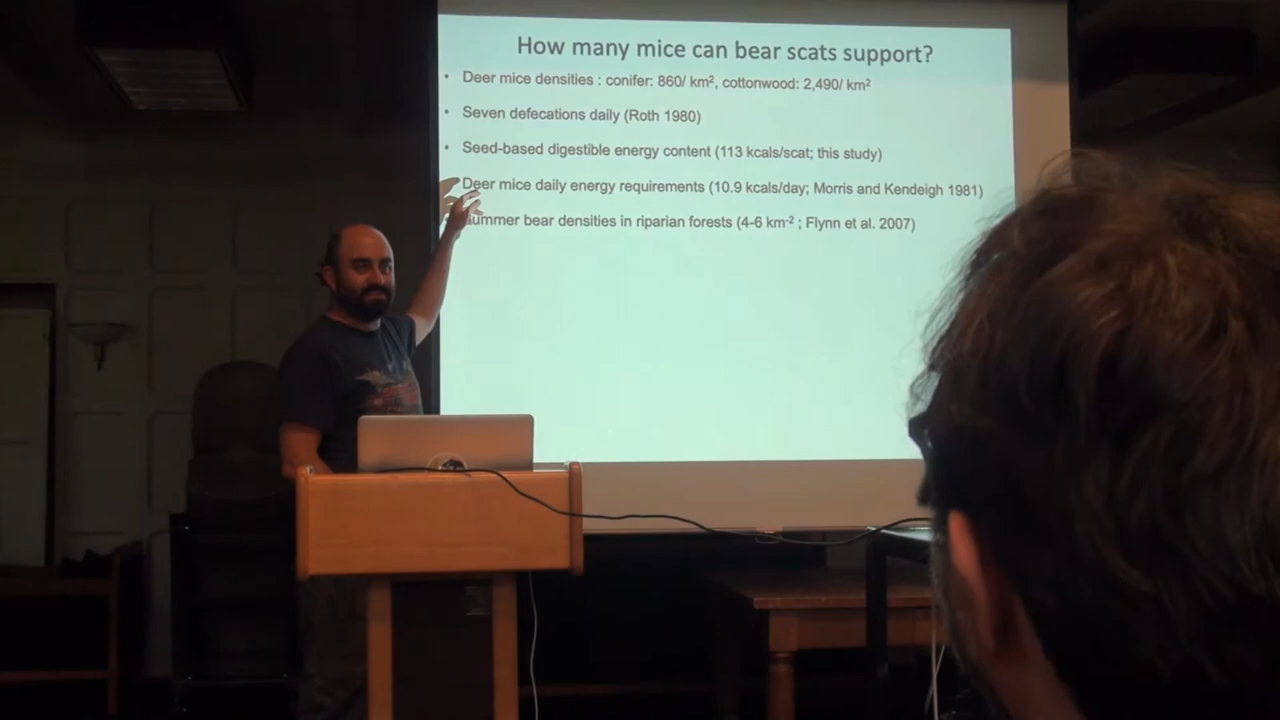 How many mice can bear scats support?
• Deer mice densities : conifer: 860/ km², cottonwood: 2,490/ km²
• Seven defecations daily (Roth 1980)
• Seed-based digestible energy content (113 kcals/scat; this study)
Deer mice daily energy requirements (10.9 kcals/day; Morris and Kendeigh 1981)
ummer bear densities in riparian forests (4-6 km⁻² ; Flynn et al. 2007)